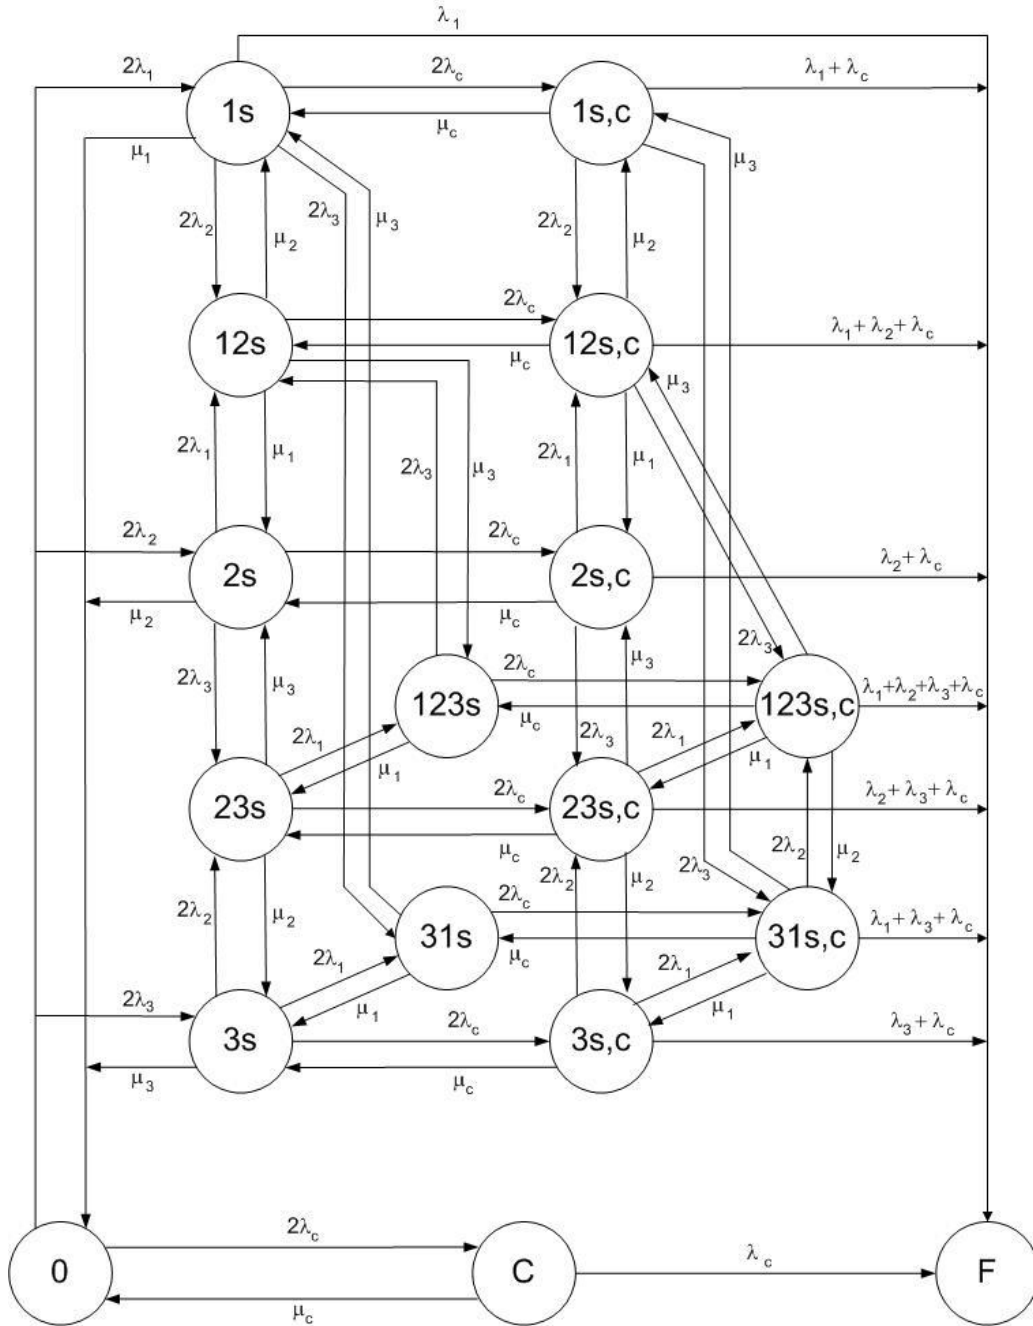 λ₁
2λ₁ 2λc λ₁ + λc
1s 1s,c
μ₁ μc μ₃
2λ₂ μ₂ 2λ₃ μ₃ 2λ₂ μ₂
2λc
12s 12s,c λ₁ + λ₂ + λc
μc μ₃
2λ₁ μ₁ 2λ₃ μ₃ 2λ₁ μ₁
2λ₂ 2λc λ₂ + λc
2s 2s,c
μ₂ μc
2λ₃ μ₃ 2λc μ₃ 2λ₃
123s 123s,c λ₁+λ₂+λ₃+λc
μc
2λ₁ μ₁ 2λ₃ 2λ₁ μ₁
23s 2λc 23s,c λ₂ + λ₃ + λc
μc
2λ₂ μ₂ 2λc 2λ₂ μ₂ 2λ₃ 2λ₂ μ₂
31s 31s,c λ₁ + λ₃ + λc
μc
2λ₁ μ₁ 2λ₁ μ₁
2λ₃ 2λc λ₃ + λc
3s 3s,c
μ₃ μc
2λc
0 C λc F
μc